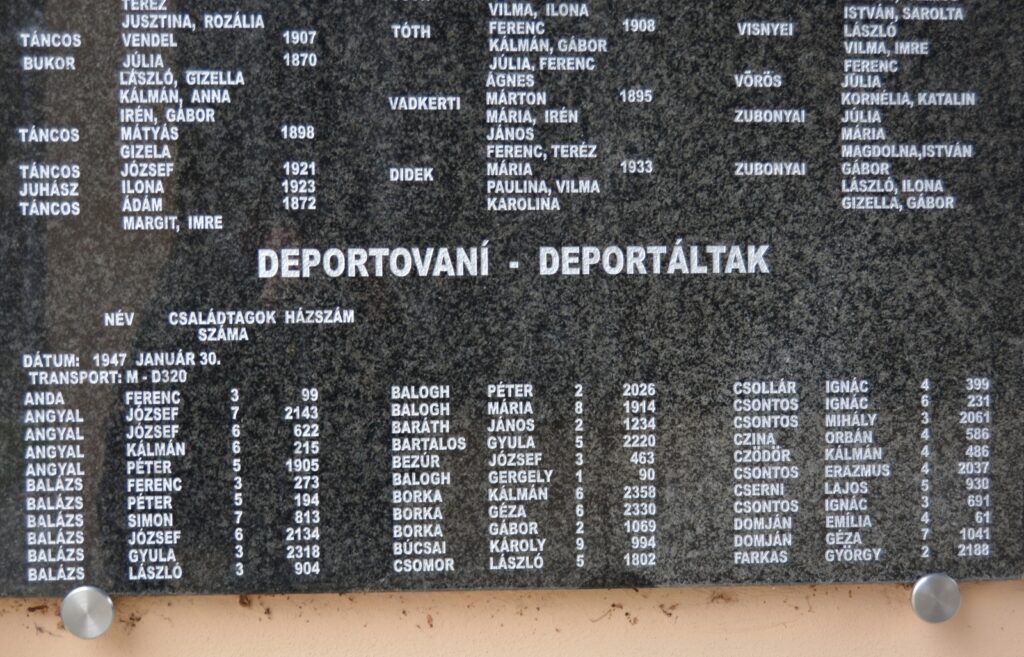 TERÉZ
JUSZTINA, ROZÁLIA
TÁNCOS VENDEL 1907
BUKOR JÚLIA 1870
LÁSZLÓ, GIZELLA
KÁLMÁN, ANNA
IRÉN, GÁBOR
TÁNCOS MÁTYÁS 1898
GIZELA
TÁNCOS JÓZSEF 1921
JUHÁSZ ILONA 1923
TÁNCOS ÁDÁM 1872
MARGIT, IMRE
VILMA, ILONA
TÓTH FERENC 1908
KÁLMÁN, GÁBOR
JÚLIA, FERENC
ÁGNES
VADKERTI MÁRTON 1895
MÁRIA, IRÉN
JÁNOS
FERENC, TERÉZ
DIDEK MÁRIA 1933
PAULINA, VILMA
KAROLINA
ISTVÁN, SAROLTA
VISNYEI LÁSZLÓ
VILMA, IMRE
FERENC
VÖRÖS JÚLIA
KORNÉLIA, KATALIN
ZUBONYAI JÚLIA
MÁRIA
MAGDOLNA,ISTVÁN
ZUBONYAI GÁBOR
LÁSZLÓ, ILONA
GIZELLA, GÁBOR
DEPORTOVANÍ - DEPORTÁLTAK
NÉV CSALÁDTAGOK HÁZSZÁM
SZÁMA
DÁTUM: 1947 JANUÁR 30.
TRANSPORT: M - D320
ANDA FERENC 3 99
ANGYAL JÓZSEF 7 2143
ANGYAL JÓZSEF 6 622
ANGYAL KÁLMÁN 6 215
ANGYAL PÉTER 5 1905
BALÁZS FERENC 3 273
BALÁZS PÉTER 5 194
BALÁZS SIMON 7 813
BALÁZS JÓZSEF 6 2134
BALÁZS GYULA 3 2318
BALÁZS LÁSZLÓ 3 904
BALOGH PÉTER 2 2026
BALOGH MÁRIA 8 1914
BARÁTH JÁNOS 2 1234
BARTALOS GYULA 5 2220
BEZÚR JÓZSEF 3 463
BALOGH GERGELY 1 90
BORKA KÁLMÁN 6 2358
BORKA GÉZA 6 2330
BORKA GÁBOR 2 1069
BÚCSAI KÁROLY 9 994
CSOMOR LÁSZLÓ 5 1802
CSOLLÁR IGNÁC 4 399
CSONTOS IGNÁC 6 231
CSONTOS MIHÁLY 3 2061
CZINA ORBÁN 4 586
CZÖDÖR KÁLMÁN 4 486
CSONTOS ERAZMUS 4 2037
CSERNI LAJOS 5 930
CSONTOS IGNÁC 3 691
DOMJÁN EMÍLIA 4 61
DOMJÁN GÉZA 7 1041
FARKAS GYÖRGY 2 2188